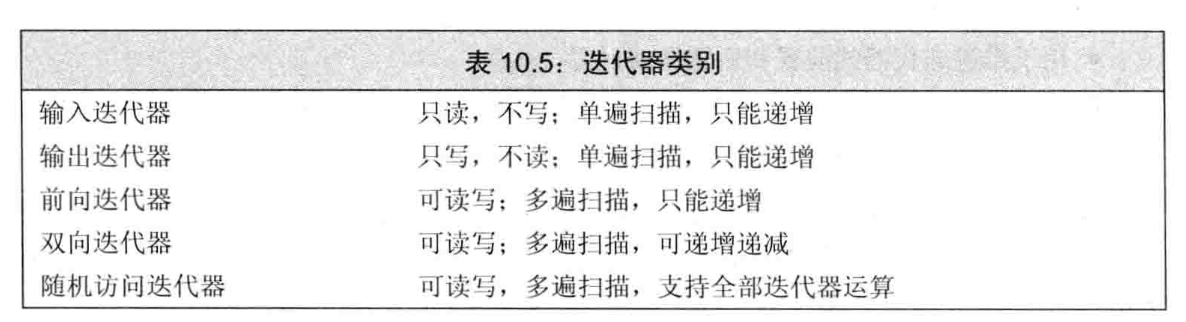 表 10.5：迭代器类别
输入迭代器 只读，不写；单遍扫描，只能递增
输出迭代器 只写，不读；单遍扫描，只能递增
前向迭代器 可读写；多遍扫描，只能递增
双向迭代器 可读写；多遍扫描，可递增递减
随机访问迭代器 可读写，多遍扫描，支持全部迭代器运算